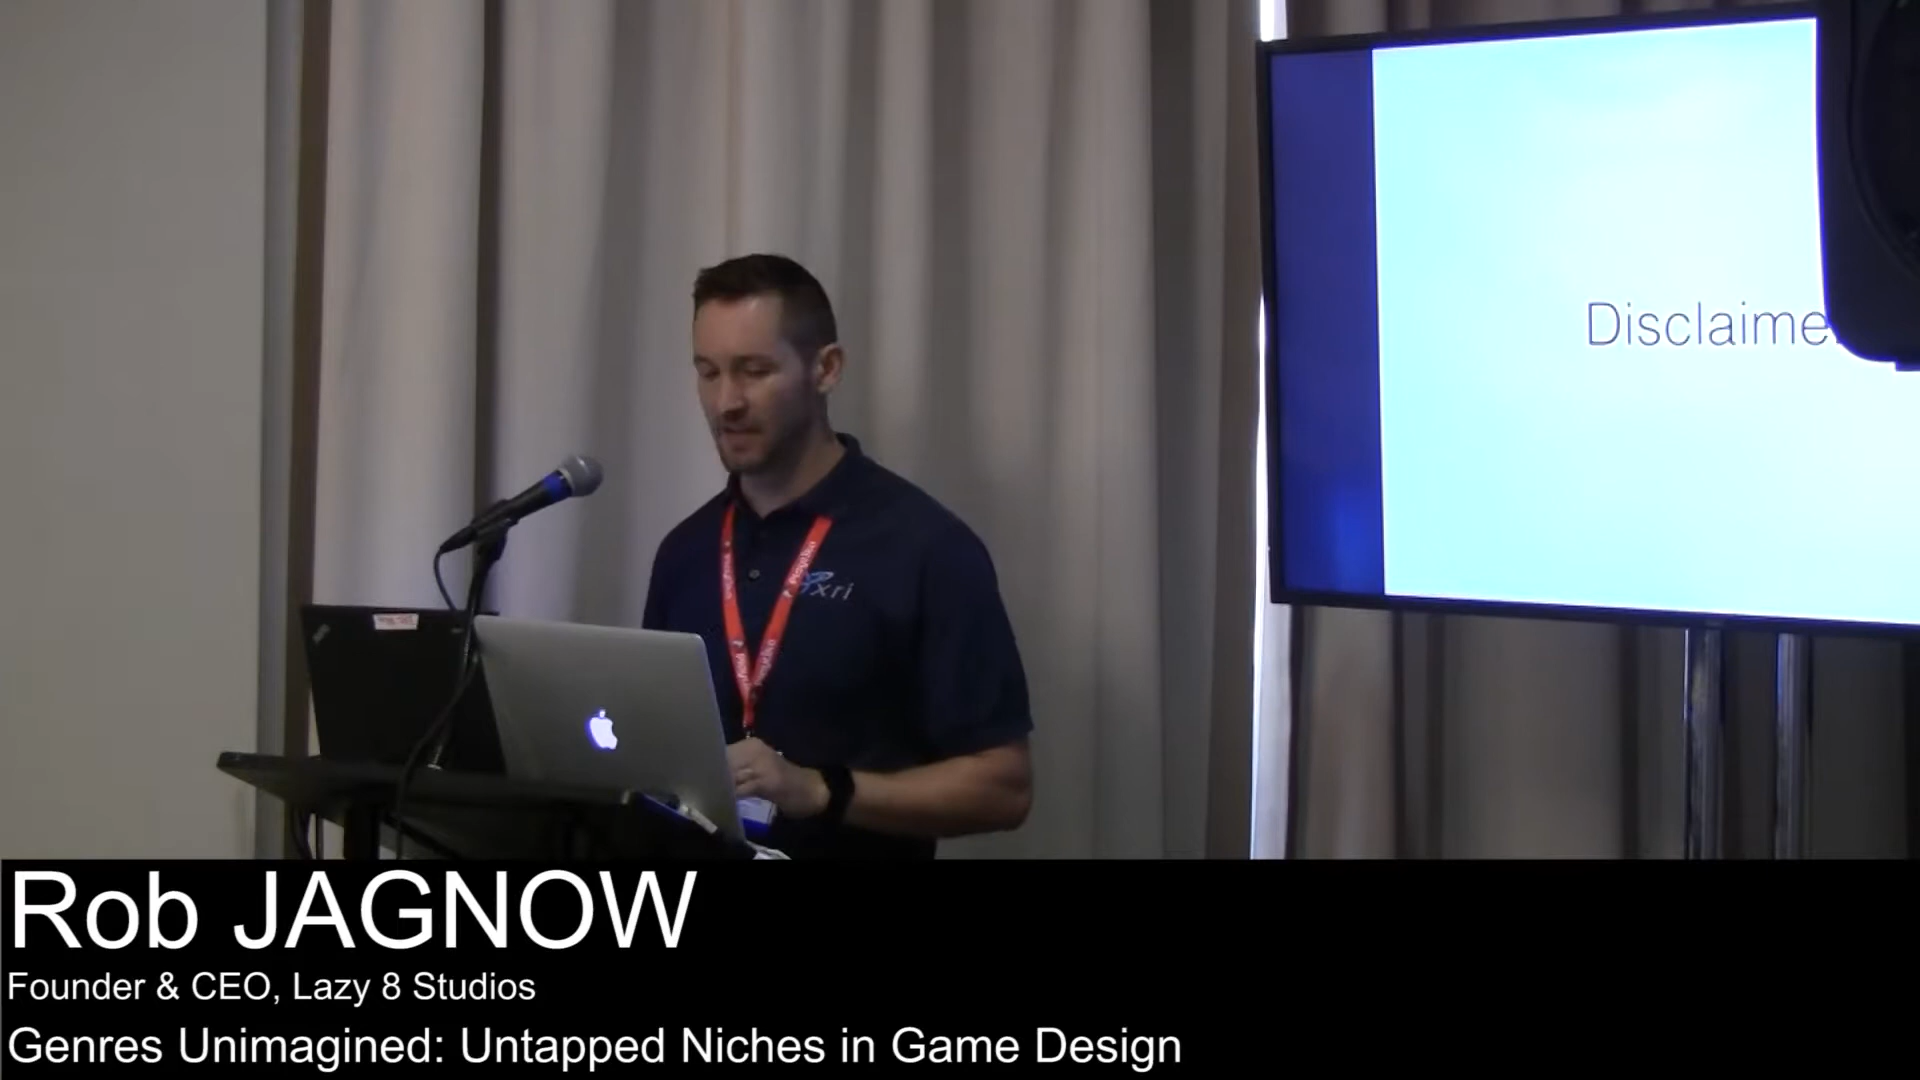 Disclaime
xri
Rob JAGNOW
Founder & CEO, Lazy 8 Studios
Genres Unimagined: Untapped Niches in Game Design